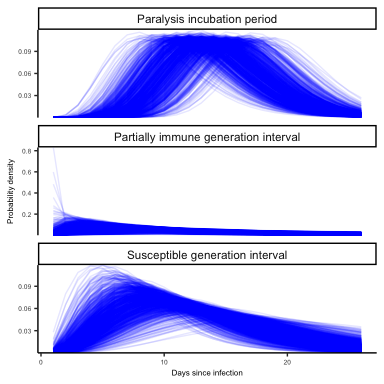 Paralysis incubation period
0.09
0.06
0.03
Partially immune generation interval
0.8
0.6
0.4
0.2
Probability density
Susceptible generation interval
0.09
0.06
0.03
0 10 20
Days since infection